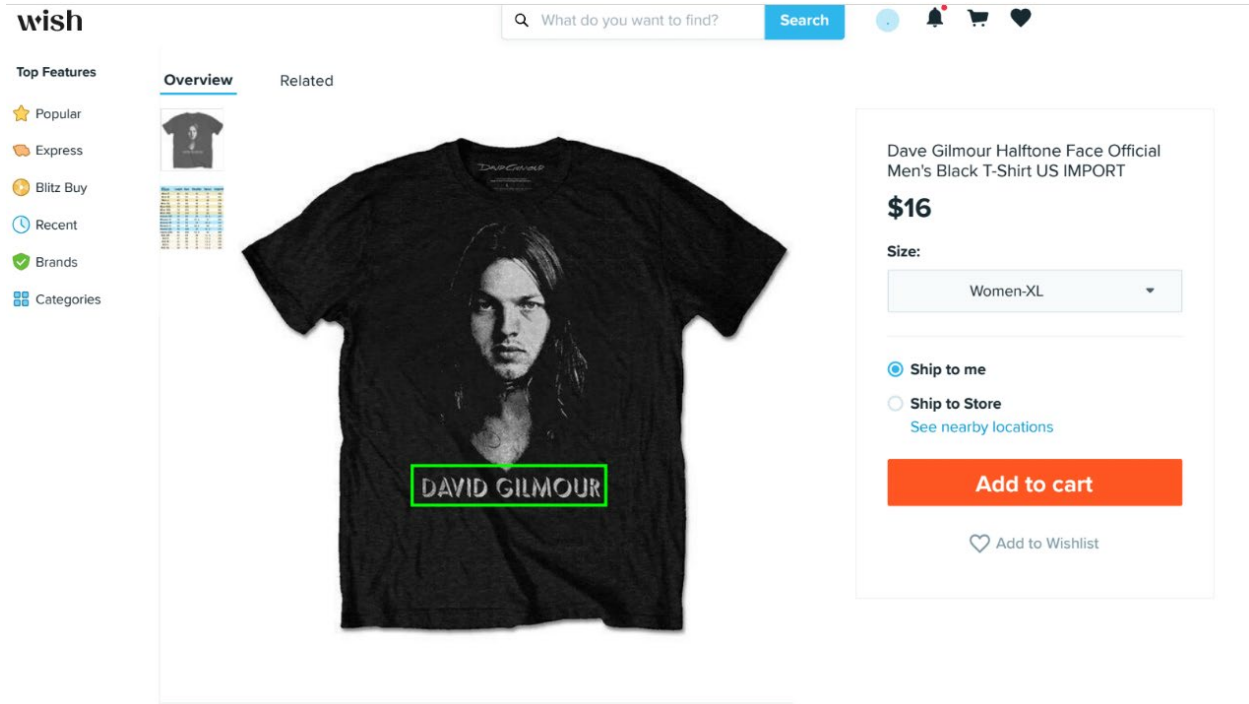 wish
What do you want to find?
Search
Top Features
Popular
Express
Blitz Buy
Recent
Brands
Categories
Overview
Related
DAVID GILMOUR
DAVID GILMOUR
Dave Gilmour Halftone Face Official
Men's Black T-Shirt US IMPORT
$16
Size:
Women-XL
Ship to me
Ship to Store
See nearby locations
Add to cart
Add to Wishlist